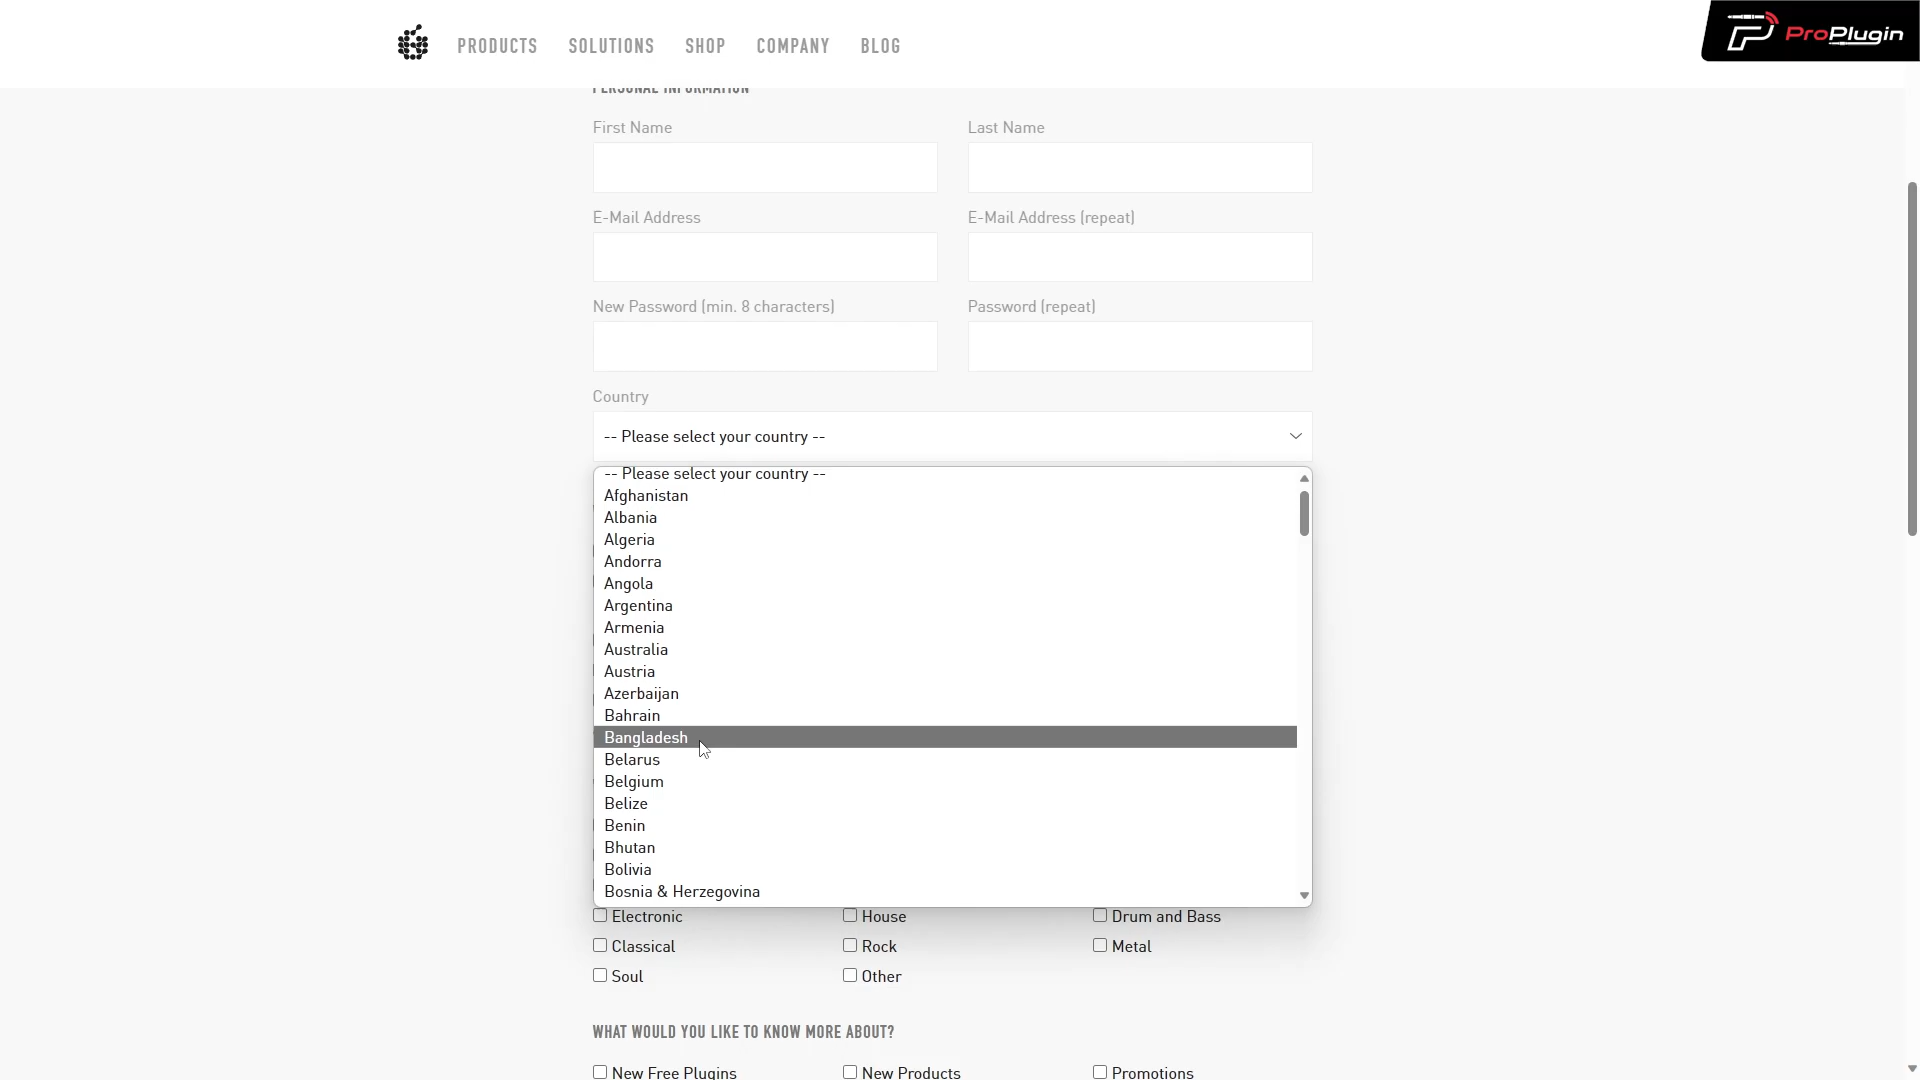 PRODUCTS SOLUTIONS SHOP COMPANY BLOG
ProPlugin
PERSONAL INFORMATION
First Name Last Name
E-Mail Address E-Mail Address (repeat)
New Password (min. 8 characters) Password (repeat)
Country
-- Please select your country --
-- Please select your country --
Afghanistan
Albania
Algeria
Andorra
Angola
Argentina
Armenia
Australia
Austria
Azerbaijan
Bahrain
Bangladesh
Belarus
Belgium
Belize
Benin
Bhutan
Bolivia
Bosnia & Herzegovina
Electronic House Drum and Bass
Classical Rock Metal
Soul Other
WHAT WOULD YOU LIKE TO KNOW MORE ABOUT?
New Free Plugins New Products Promotions